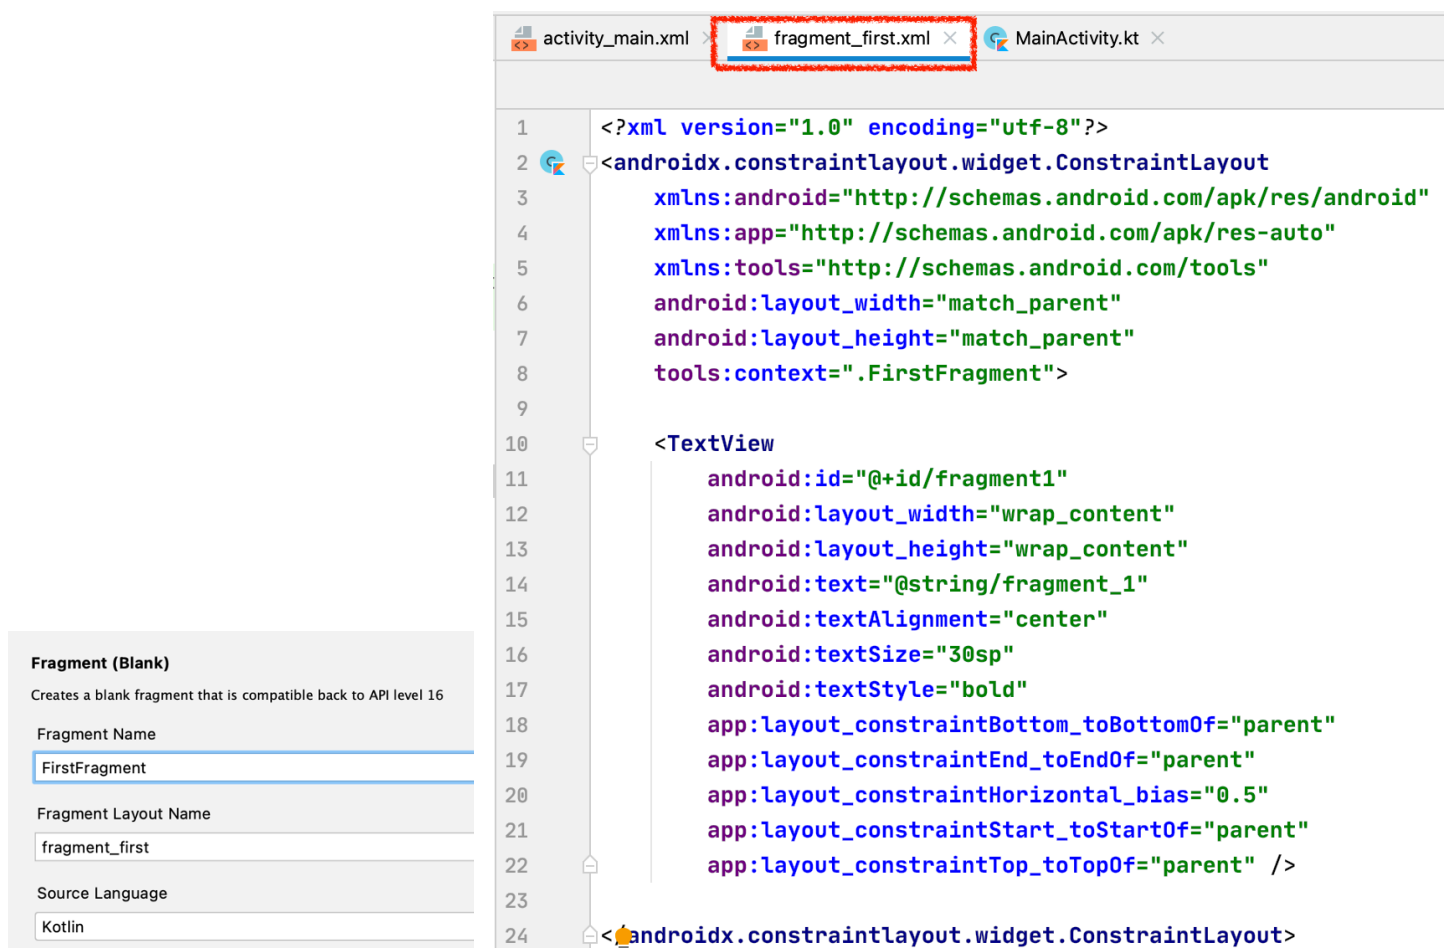 activity_main.xml
fragment_first.xml
MainActivity.kt
1 <?xml version="1.0" encoding="utf-8"?>
2 <androidx.constraintlayout.widget.ConstraintLayout
3 xmlns:android="http://schemas.android.com/apk/res/android"
4 xmlns:app="http://schemas.android.com/apk/res-auto"
5 xmlns:tools="http://schemas.android.com/tools"
6 android:layout_width="match_parent"
7 android:layout_height="match_parent"
8 tools:context=".FirstFragment">
9
10 <TextView
11 android:id="@+id/fragment1"
12 android:layout_width="wrap_content"
13 android:layout_height="wrap_content"
14 android:text="@string/fragment_1"
15 android:textAlignment="center"
16 android:textSize="30sp"
17 android:textStyle="bold"
18 app:layout_constraintBottom_toBottomOf="parent"
19 app:layout_constraintEnd_toEndOf="parent"
20 app:layout_constraintHorizontal_bias="0.5"
21 app:layout_constraintStart_toStartOf="parent"
22 app:layout_constraintTop_toTopOf="parent" />
23
24 </androidx.constraintlayout.widget.ConstraintLayout>
Fragment (Blank)
Creates a blank fragment that is compatible back to API level 16
Fragment Name
FirstFragment
Fragment Layout Name
fragment_first
Source Language
Kotlin